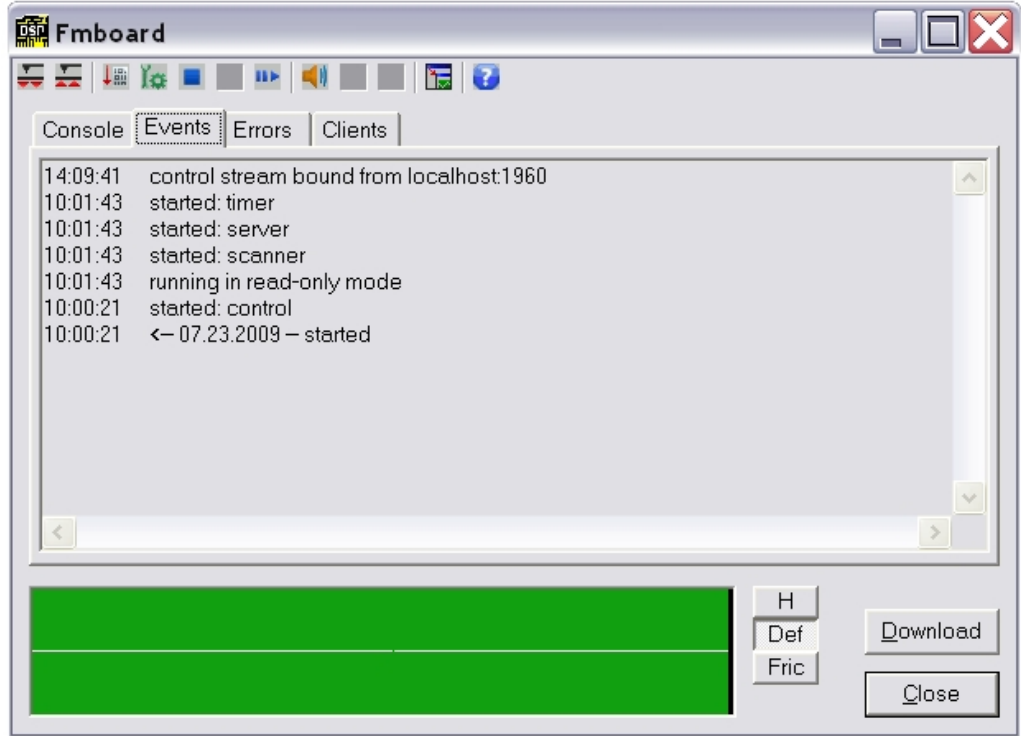 Fmboard
Console Events Errors Clients
14:09:41 control stream bound from localhost:1960
10:01:43 started: timer
10:01:43 started: server
10:01:43 started: scanner
10:01:43 running in read-only mode
10:00:21 started: control
10:00:21 <-- 07.23.2009 -- started
H
Def
Fric
Download
Close